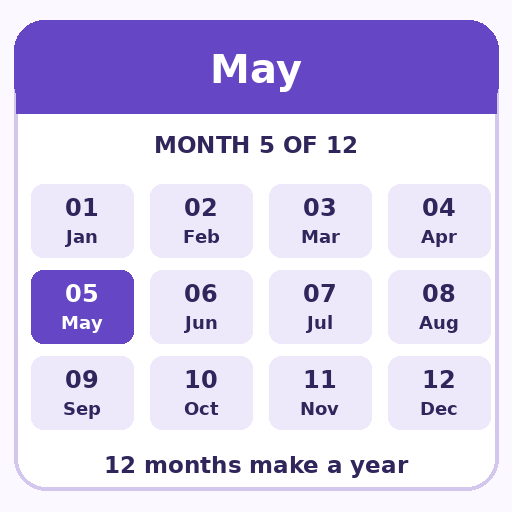 May
MONTH 5 OF 12
01 02 03 04
Jan Feb Mar Apr
05 06 07 08
May Jun Jul Aug
09 10 11 12
Sep Oct Nov Dec
12 months make a year